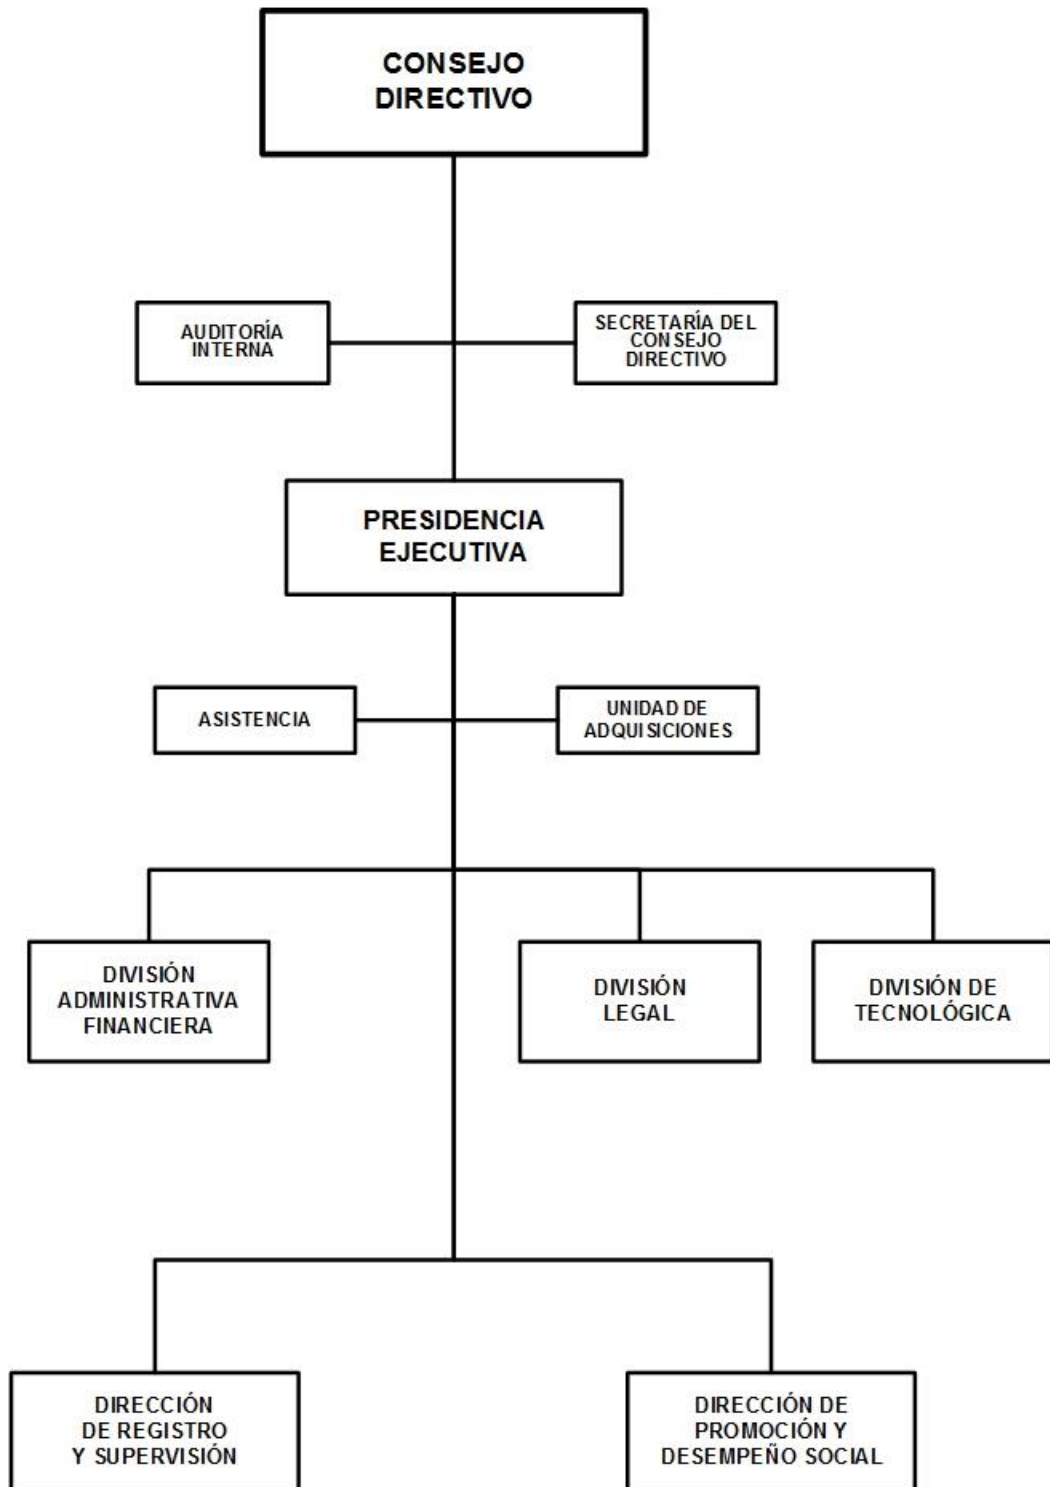 CONSEJO
DIRECTIVO
AUDITORÍA
INTERNA
SECRETARÍA DEL
CONSEJO
DIRECTIVO
PRESIDENCIA
EJECUTIVA
ASISTENCIA
UNIDAD DE
ADQUISICIONES
DIVISIÓN
ADMINISTRATIVA
FINANCIERA
DIVISIÓN
LEGAL
DIVISIÓN DE
TECNOLÓGICA
DIRECCIÓN
DE REGISTRO
Y SUPERVISIÓN
DIRECCIÓN DE
PROMOCIÓN Y
DESEMPEÑO SOCIAL